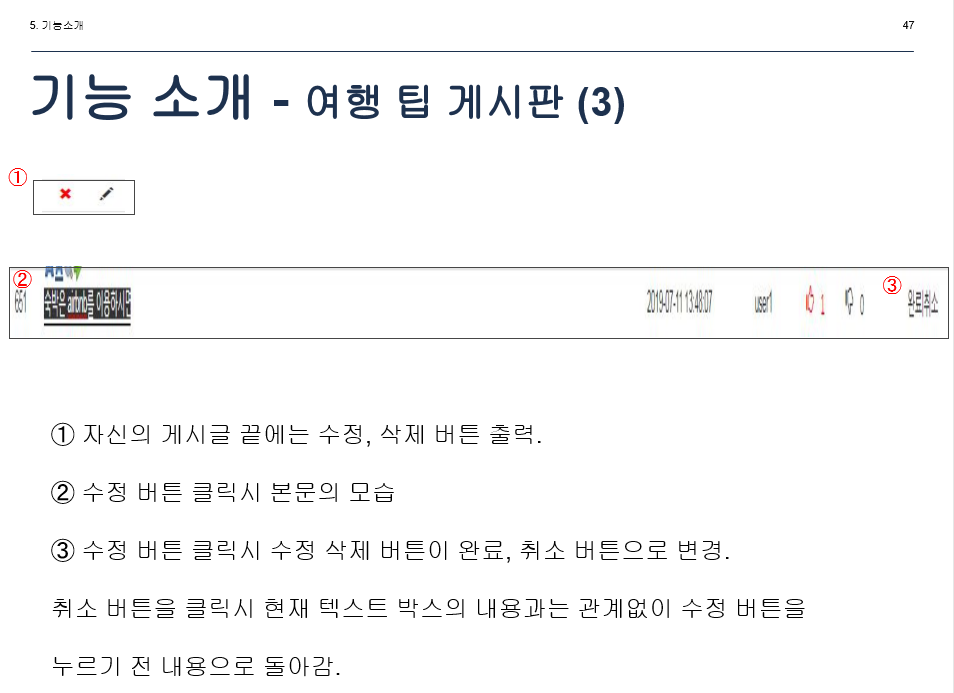 5. 기능소개
47
기능 소개 - 여행 팁 게시판 (3)
①
②
③
651
숙박은 airbnb를 이용하시면
2019-07-11 13:48:07
user1
1
0
완료|취소
① 자신의 게시글 끝에는 수정, 삭제 버튼 출력.
② 수정 버튼 클릭시 본문의 모습
③ 수정 버튼 클릭시 수정 삭제 버튼이 완료, 취소 버튼으로 변경.
취소 버튼을 클릭시 현재 텍스트 박스의 내용과는 관계없이 수정 버튼을
누르기 전 내용으로 돌아감.